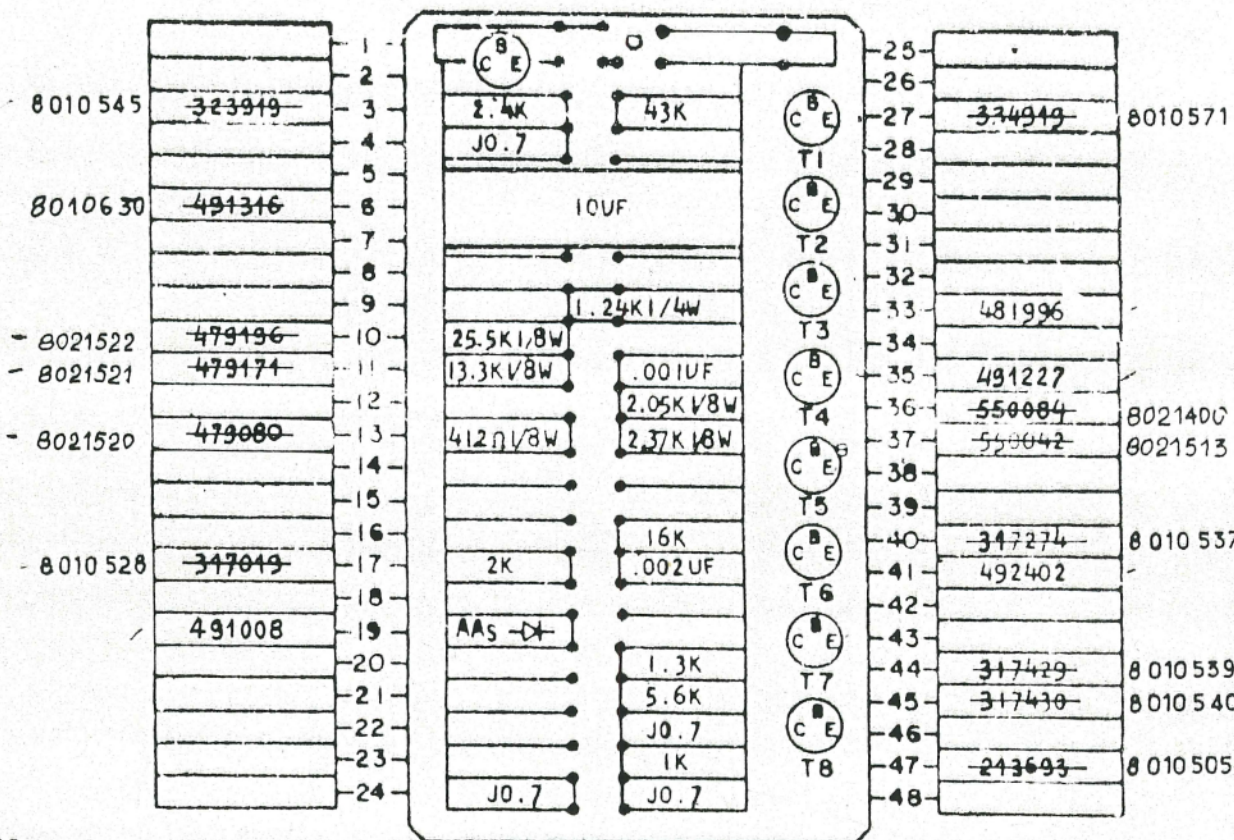 1 25
B
C E
2 26
8010545 323919 3 2.4K 43K B C E 27 334919 8010571
4 J0.7 T1 28
5 29
8010630 491316 6 10UF C E 30
7 T2 31
8 32
9 1.24K1/4W C E 33 481996
8021522 479196 10 25.5K1/8W T3 34
8021521 479171 11 13.3K1/8W .001UF B C E 35 491227
12 2.05K1/8W T4 36 550084 8021400
8021520 479080 13 412Ω1/8W 2.37K1/8W C E 37 550042 8021513
14 38
15 T5 39
16 16K B C E 40 317274 8010537
8010528 317019 17 2K .002UF 41 492402
18 T6 42
491008 19 AAS C E 43
20 1.3K T7 44 317429 8010539
21 5.6K 45 317430 8010540
22 J0.7 C E 46
23 1K T8 47 243693 8010505
24 J0.7 J0.7 48